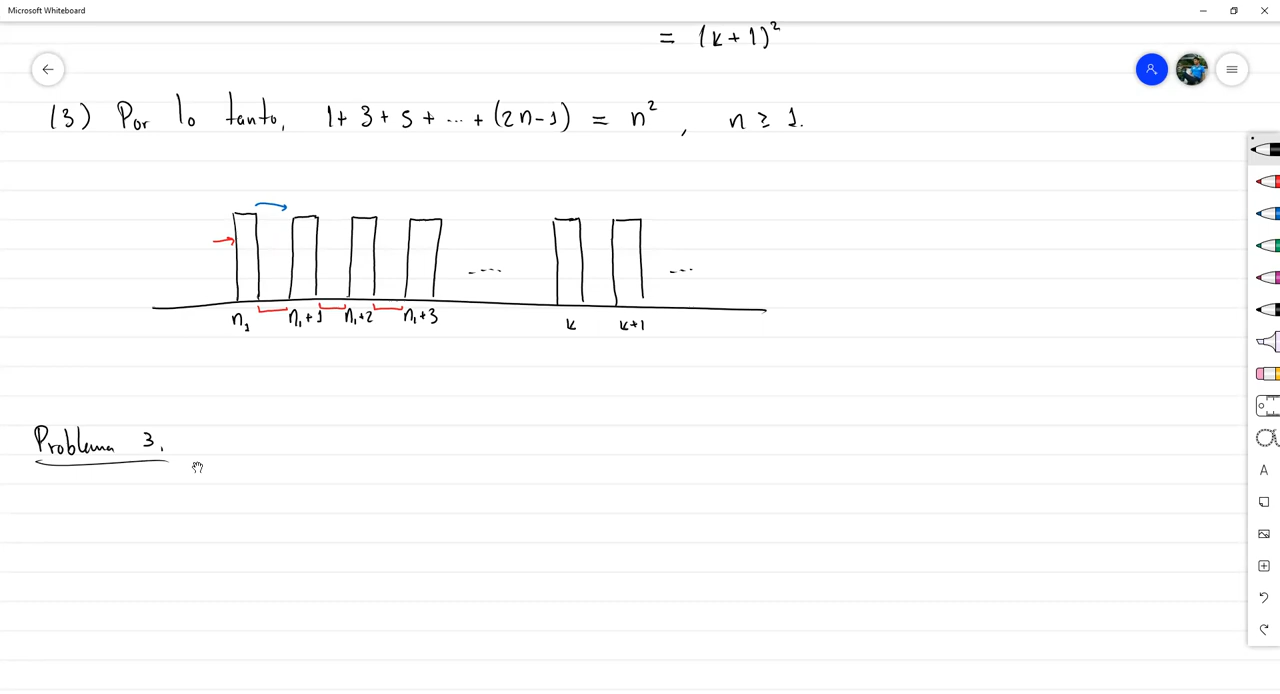 Microsoft Whiteboard
= (k+1)²
(3) Por lo tanto, 1+3+5+...+(2n-1) = n², n ≥ 1.
n₁ n₁+1 n₁+2 n₁+3 .... k k+1 ...
Problema 3.
A